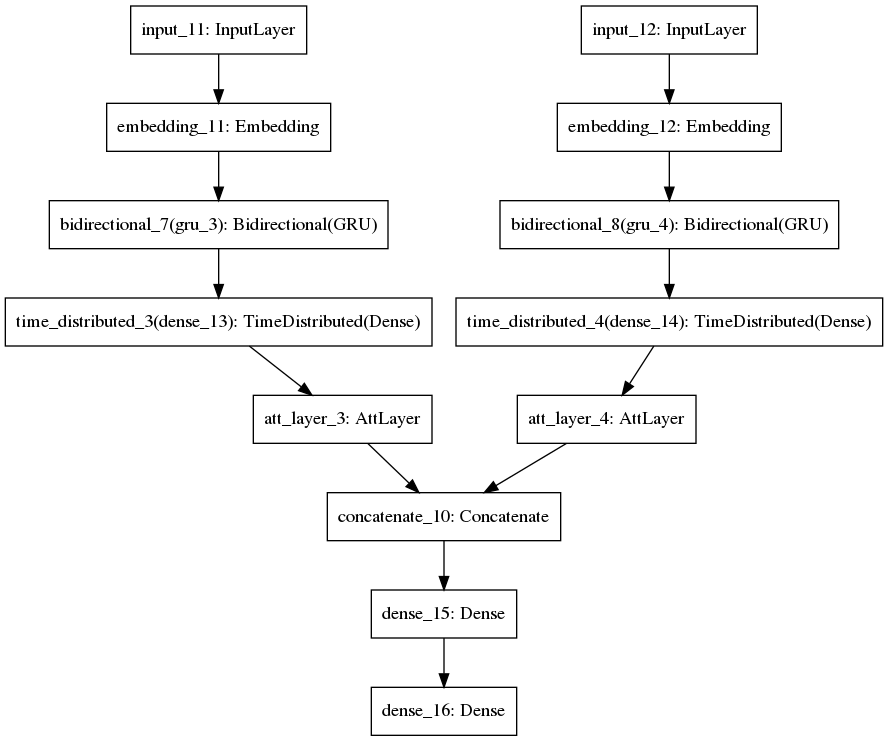 input_11: InputLayer
input_12: InputLayer
embedding_11: Embedding
embedding_12: Embedding
bidirectional_7(gru_3): Bidirectional(GRU)
bidirectional_8(gru_4): Bidirectional(GRU)
time_distributed_3(dense_13): TimeDistributed(Dense)
time_distributed_4(dense_14): TimeDistributed(Dense)
att_layer_3: AttLayer
att_layer_4: AttLayer
concatenate_10: Concatenate
dense_15: Dense
dense_16: Dense